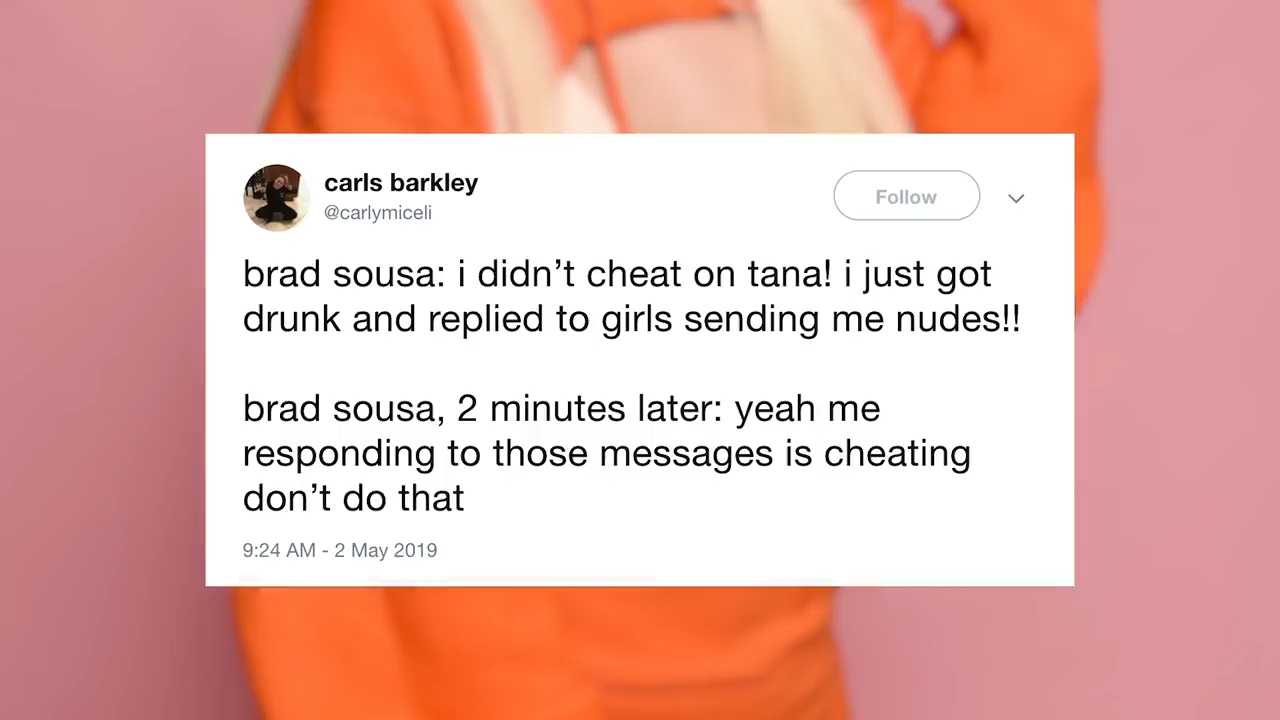 carls barkley
@carlymiceli
Follow
brad sousa: i didn’t cheat on tana! i just got
drunk and replied to girls sending me nudes!!
brad sousa, 2 minutes later: yeah me
responding to those messages is cheating
don’t do that
9:24 AM - 2 May 2019